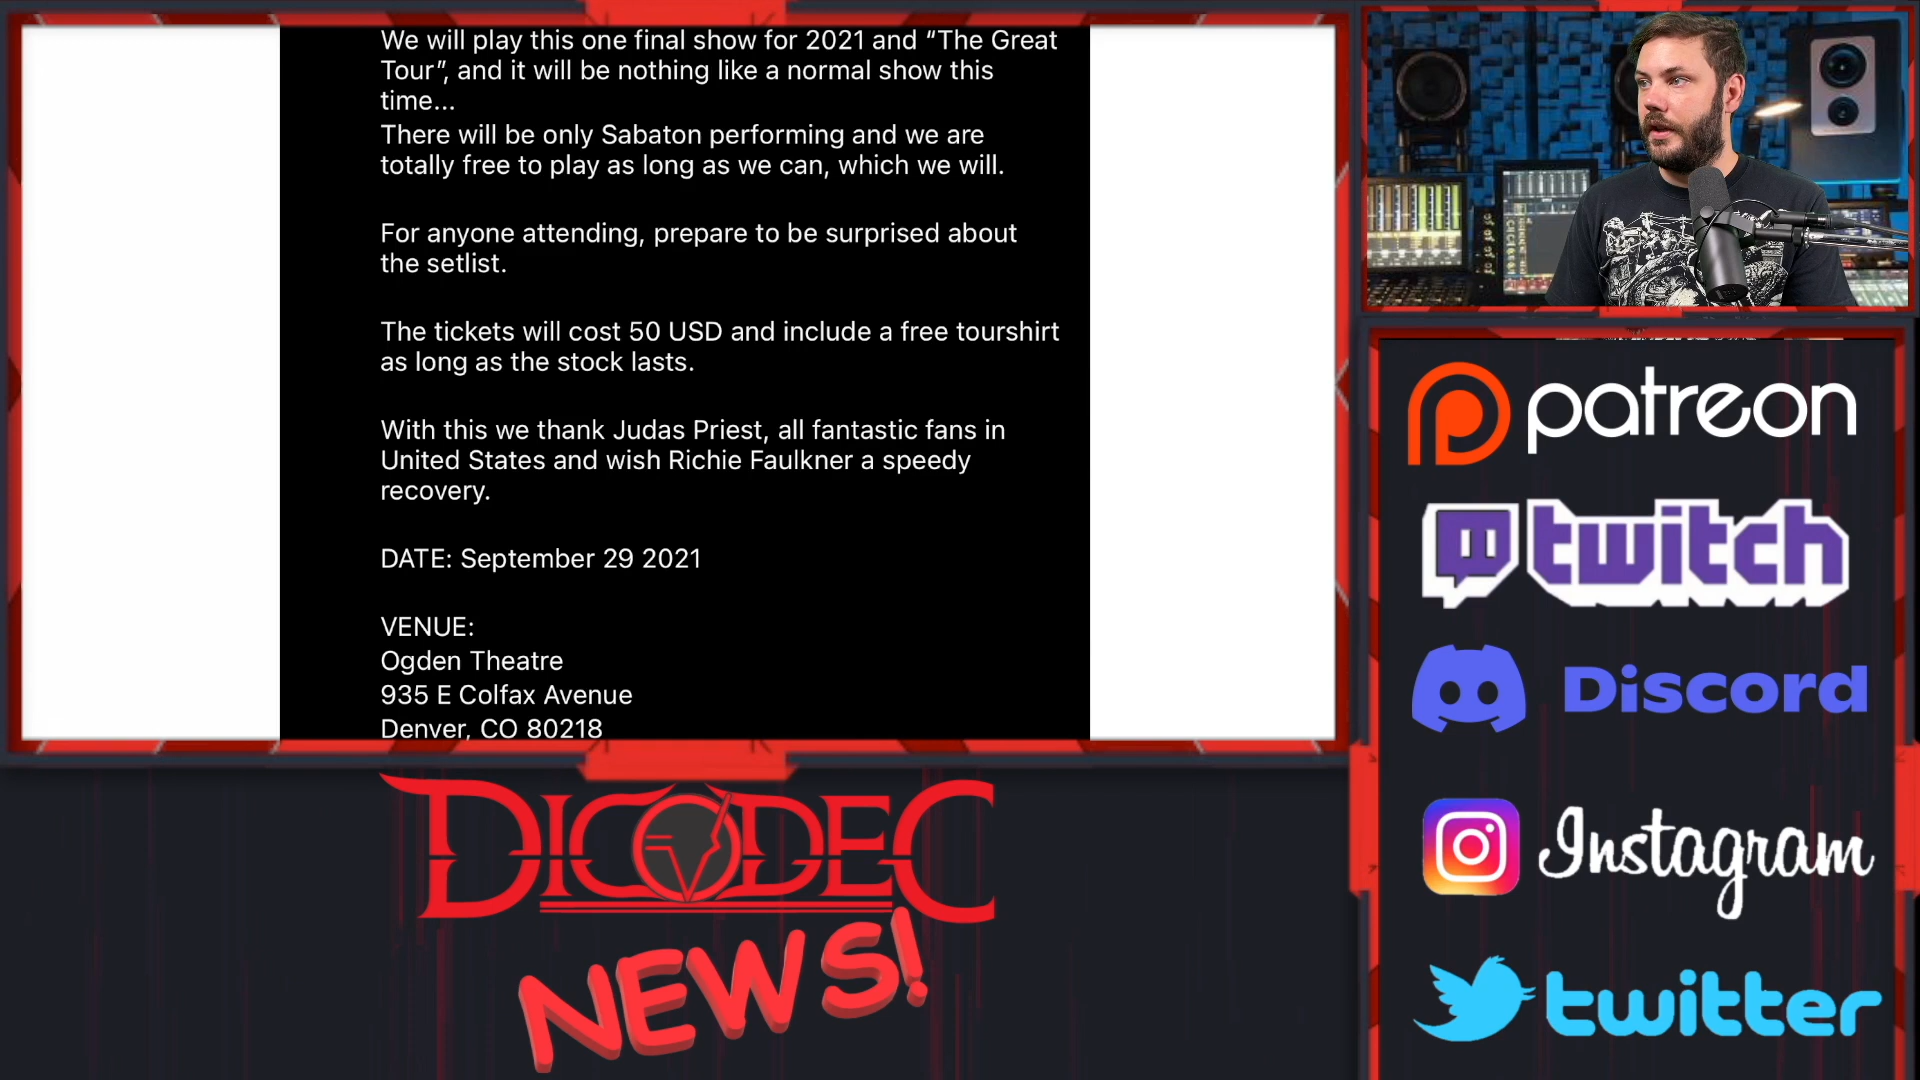 We will play this one final show for 2021 and “The Great
Tour”, and it will be nothing like a normal show this
time...
There will be only Sabaton performing and we are
totally free to play as long as we can, which we will.
For anyone attending, prepare to be surprised about
the setlist.
The tickets will cost 50 USD and include a free tourshirt
as long as the stock lasts.
With this we thank Judas Priest, all fantastic fans in
United States and wish Richie Faulkner a speedy
recovery.
DATE: September 29 2021
VENUE:
Ogden Theatre
935 E Colfax Avenue
Denver, CO 80218
DICODEC
NEWS!
patreon
twitch
Discord
Instagram
twitter